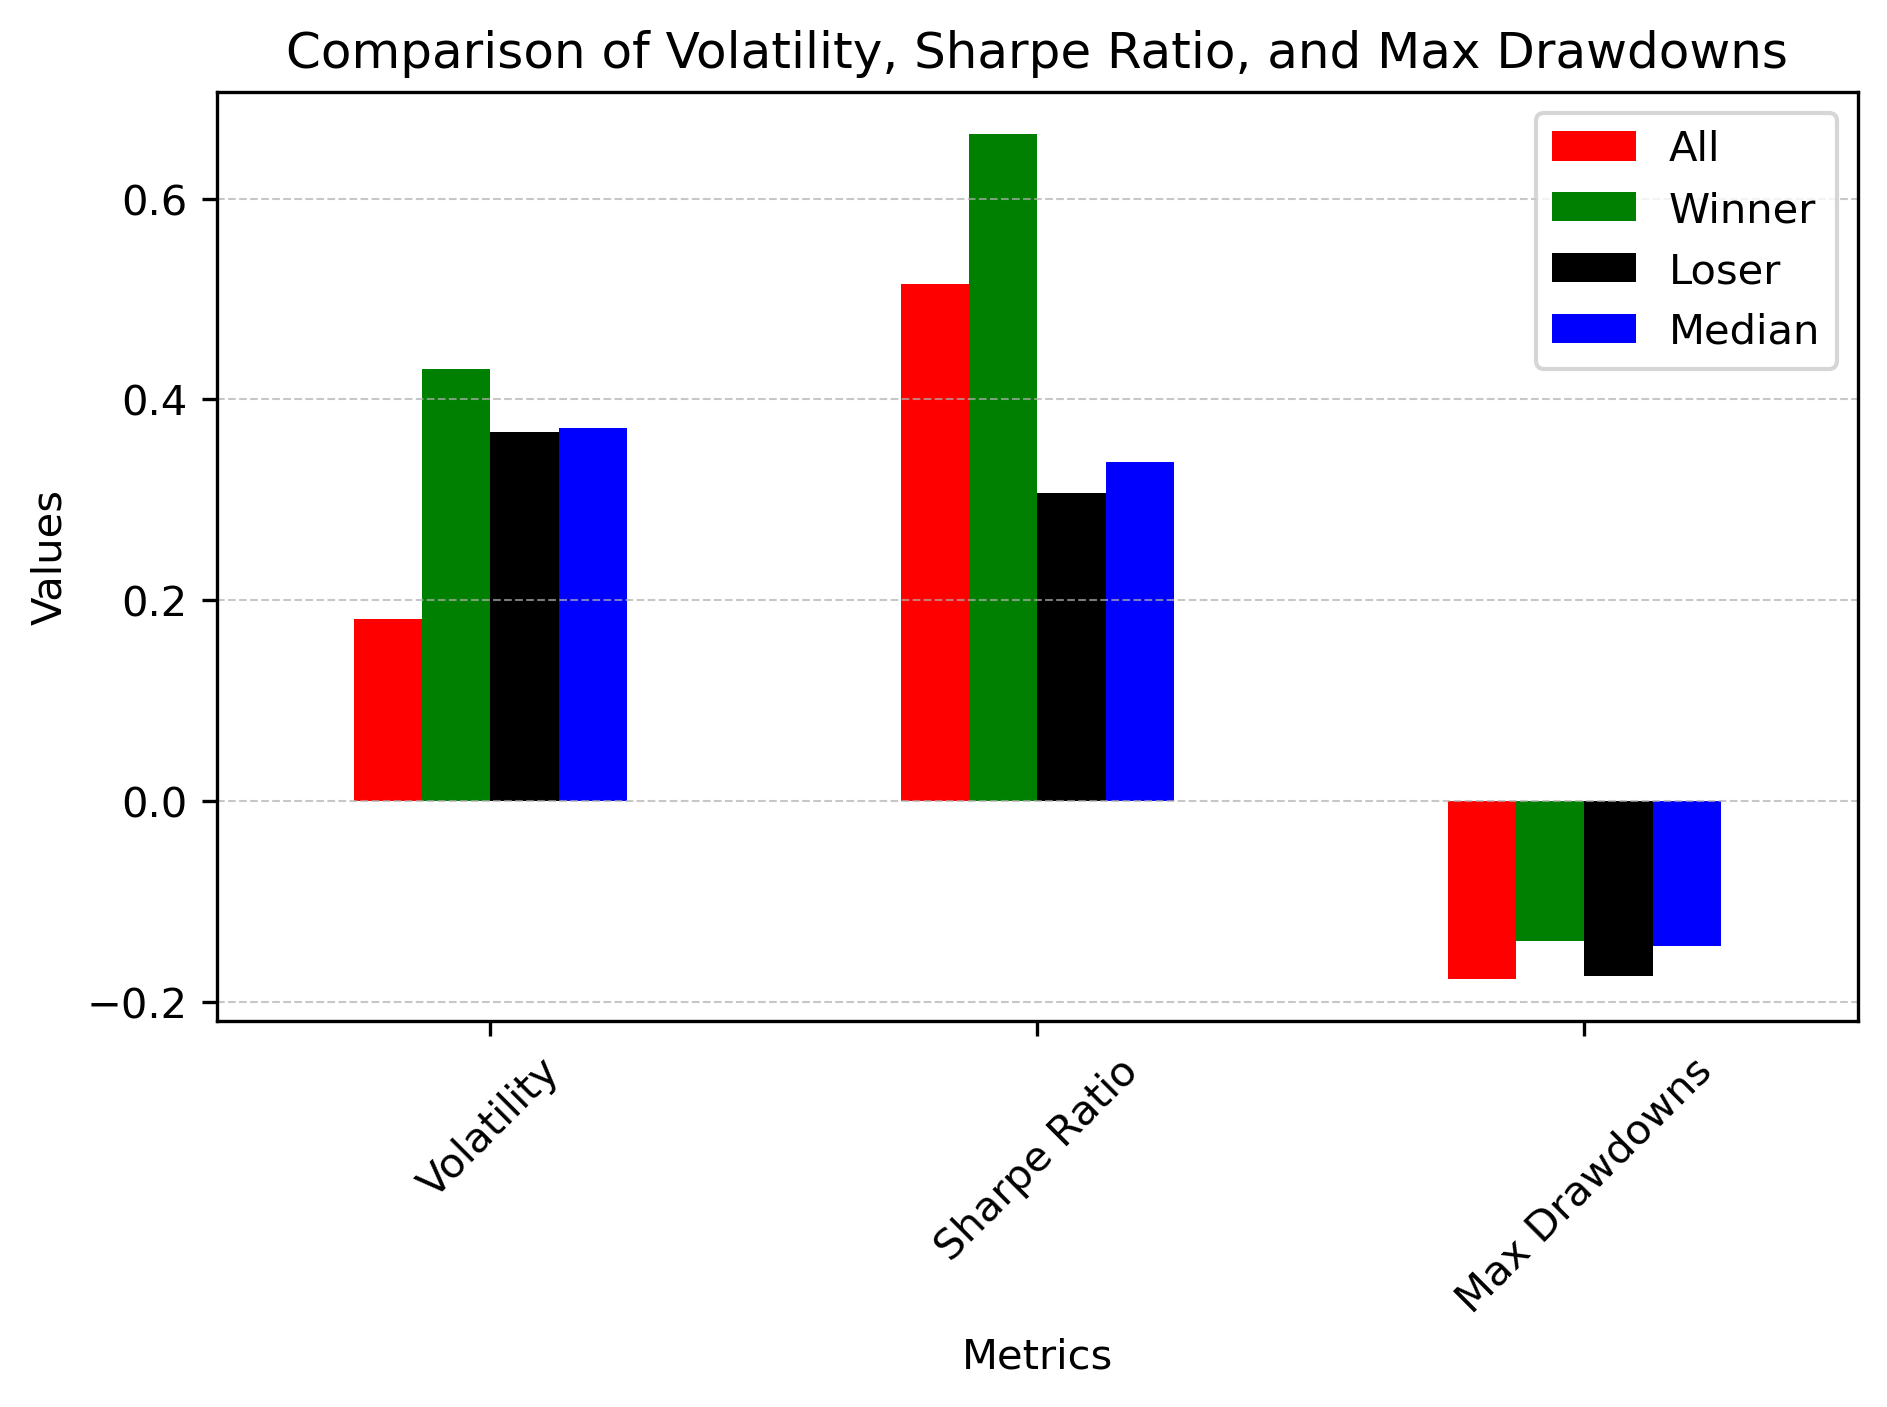 Comparison of Volatility, Sharpe Ratio, and Max Drawdowns
All
Winner
Loser
Median
Values
0.6
0.4
0.2
0.0
−0.2
Volatility
Sharpe Ratio
Max Drawdowns
Metrics